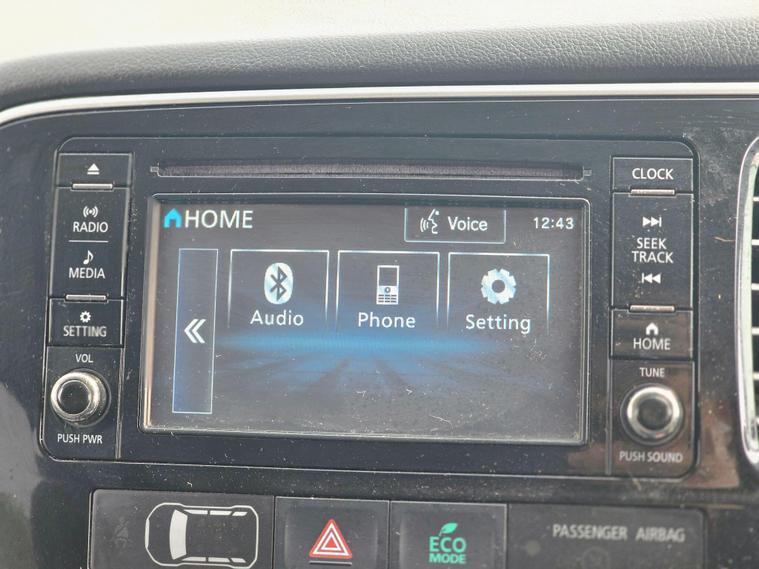 RADIO
MEDIA
SETTING
VOL
PUSH PWR
HOME
Voice
12:43
Audio
Phone
Setting
CLOCK
SEEK
TRACK
HOME
TUNE
PUSH SOUND
ECO
MODE
PASSENGER AIRBAG